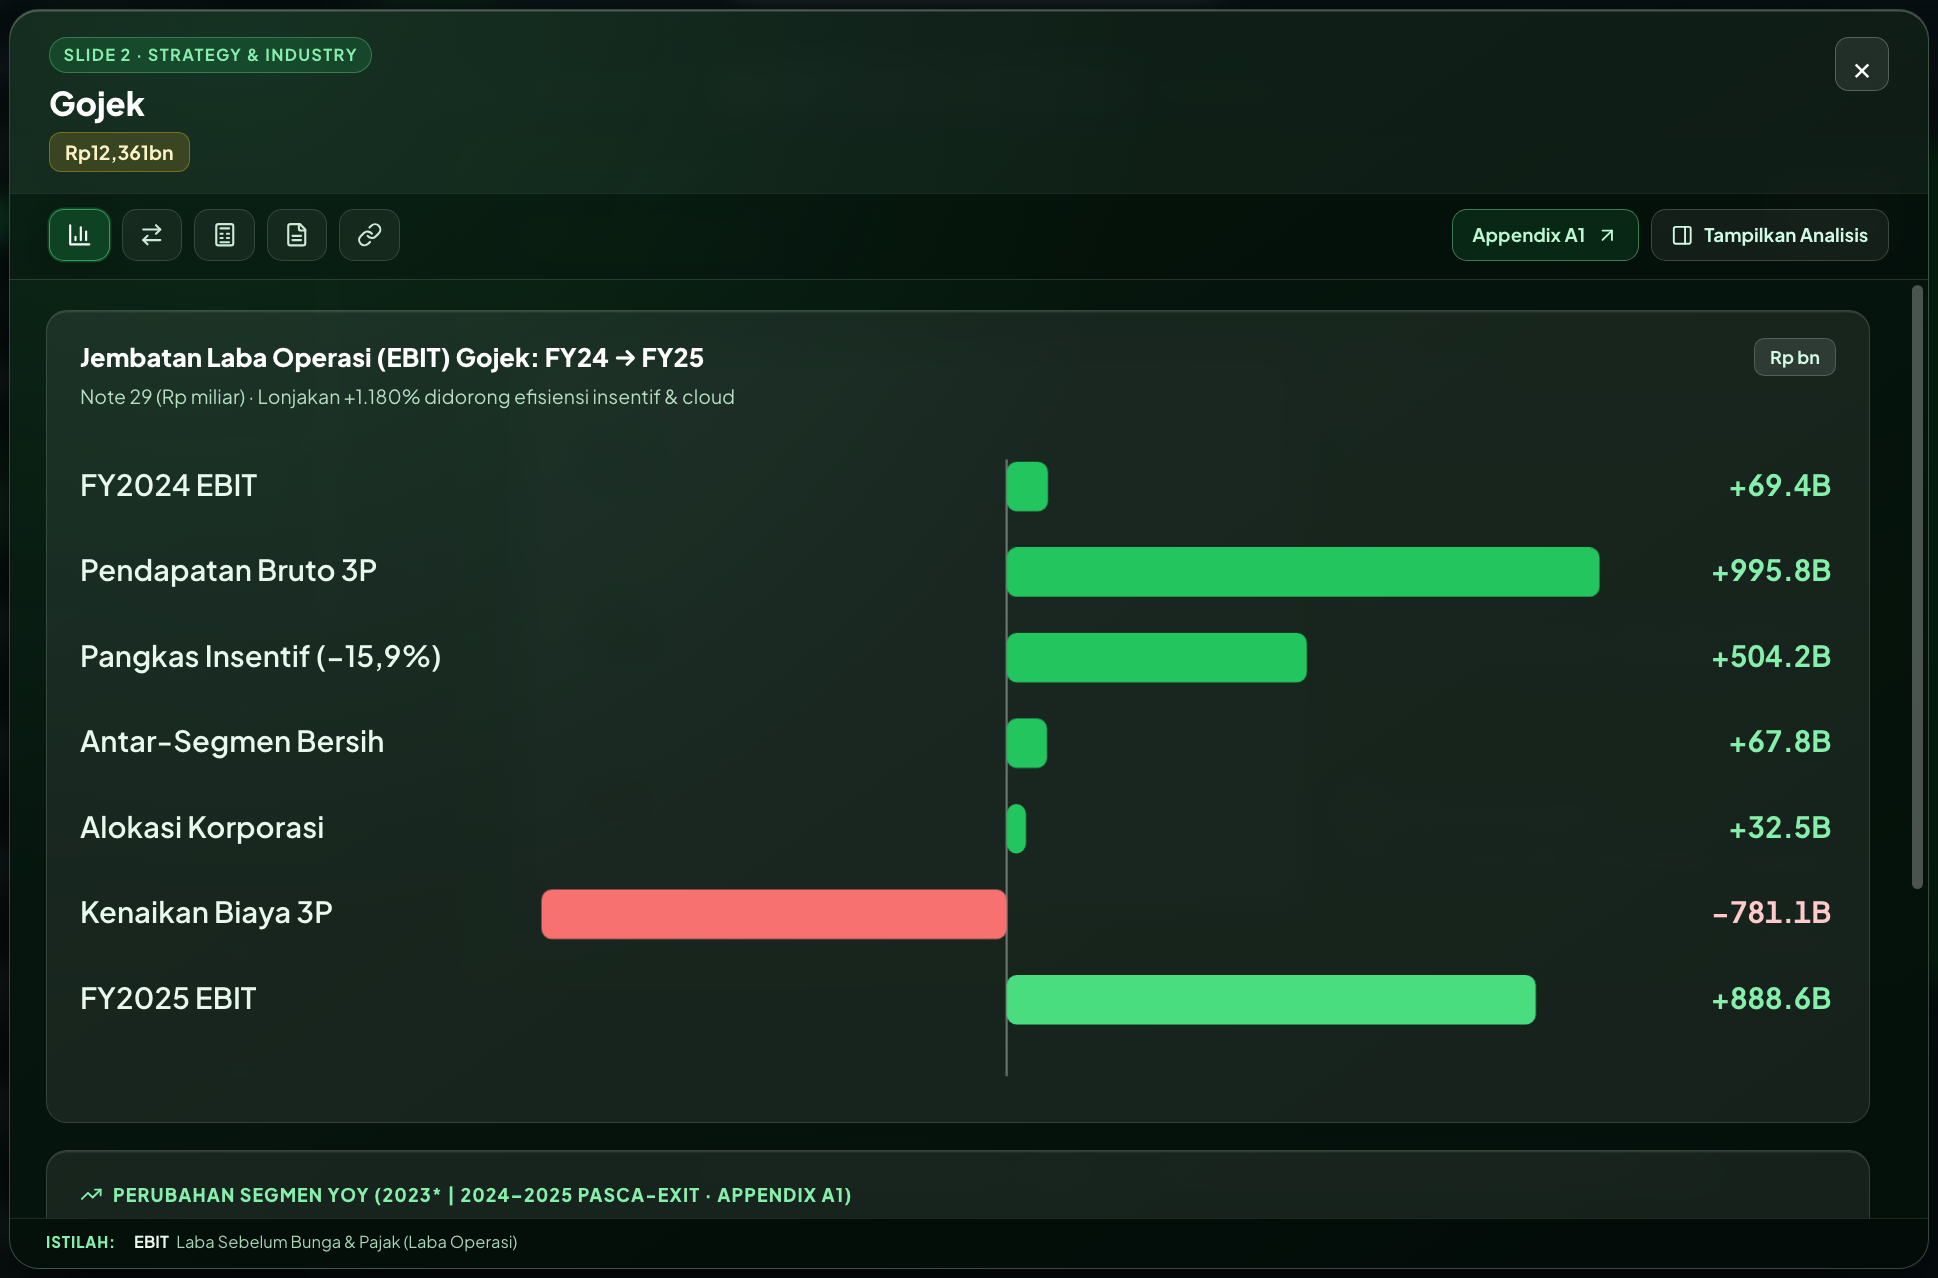 SLIDE 2 · STRATEGY & INDUSTRY
Gojek
Rp12,361bn
Appendix A1
Tampilkan Analisis
Jembatan Laba Operasi (EBIT) Gojek: FY24 → FY25
Rp bn
Note 29 (Rp miliar) · Lonjakan +1.180% didorong efisiensi insentif & cloud
FY2024 EBIT
+69.4B
Pendapatan Bruto 3P
+995.8B
Pangkas Insentif (-15,9%)
+504.2B
Antar-Segmen Bersih
+67.8B
Alokasi Korporasi
+32.5B
Kenaikan Biaya 3P
-781.1B
FY2025 EBIT
+888.6B
PERUBAHAN SEGMEN YOY (2023* | 2024-2025 PASCA-EXIT · APPENDIX A1)
ISTILAH: EBIT Laba Sebelum Bunga & Pajak (Laba Operasi)